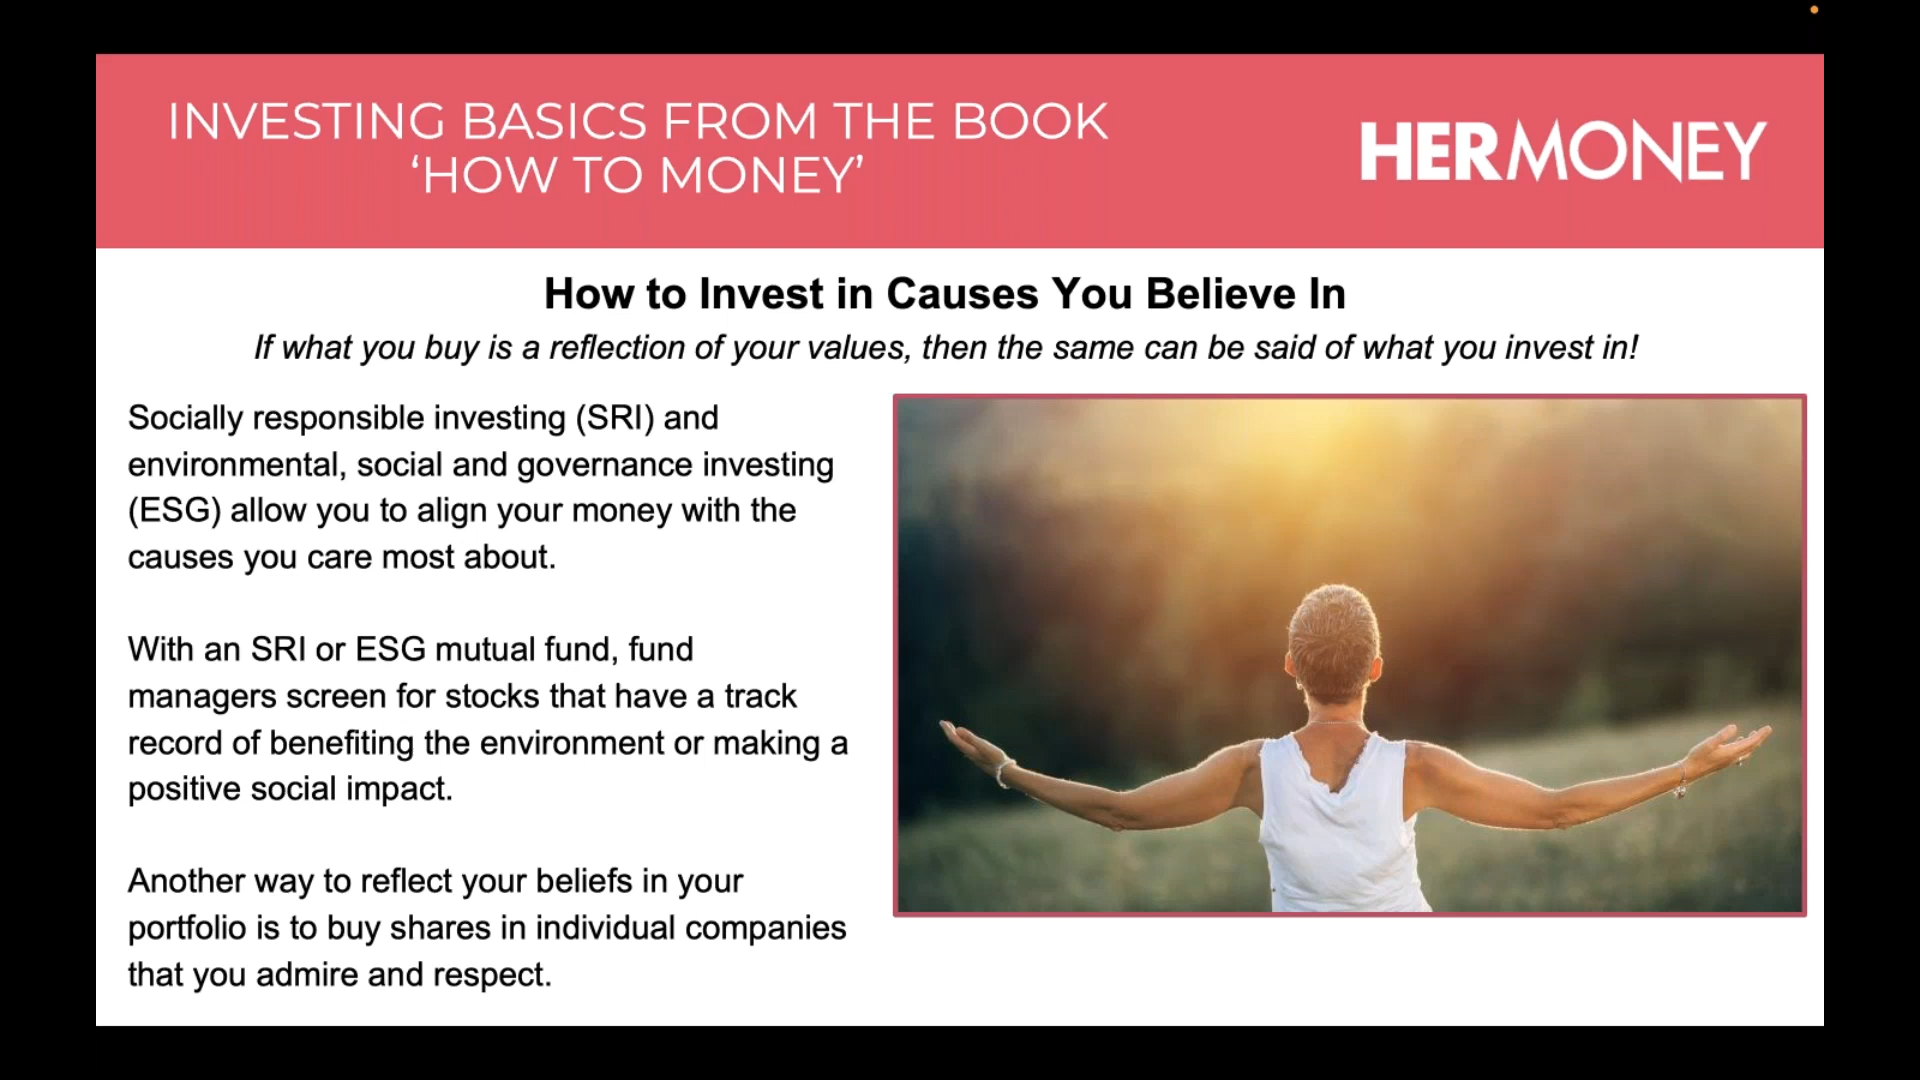 INVESTING BASICS FROM THE BOOK
‘HOW TO MONEY’
HERMONEY
How to Invest in Causes You Believe In
If what you buy is a reflection of your values, then the same can be said of what you invest in!
Socially responsible investing (SRI) and
environmental, social and governance investing
(ESG) allow you to align your money with the
causes you care most about.
With an SRI or ESG mutual fund, fund
managers screen for stocks that have a track
record of benefiting the environment or making a
positive social impact.
Another way to reflect your beliefs in your
portfolio is to buy shares in individual companies
that you admire and respect.